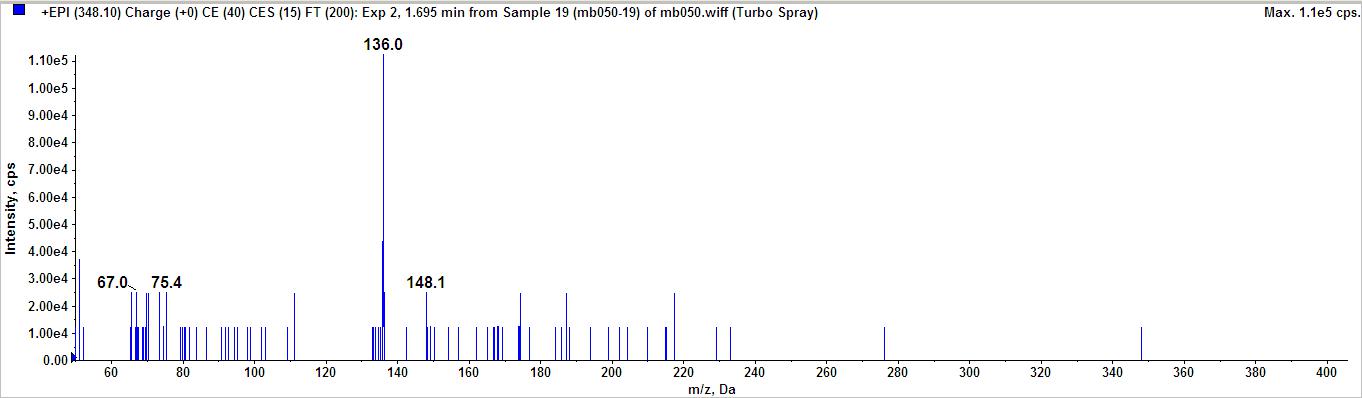 +EPI (348.10) Charge (+0) CE (40) CES (15) FT (200): Exp 2, 1.695 min from Sample 19 (mb050-19) of mb050.wiff (Turbo Spray)
Max. 1.1e5 cps.
136.0
1.10e5
1.00e5
9.00e4
8.00e4
7.00e4
6.00e4
5.00e4
4.00e4
3.00e4
2.00e4
1.00e4
0.00
Intensity, cps
67.0
75.4
148.1
60 80 100 120 140 160 180 200 220 240 260 280 300 320 340 360 380 400
m/z, Da